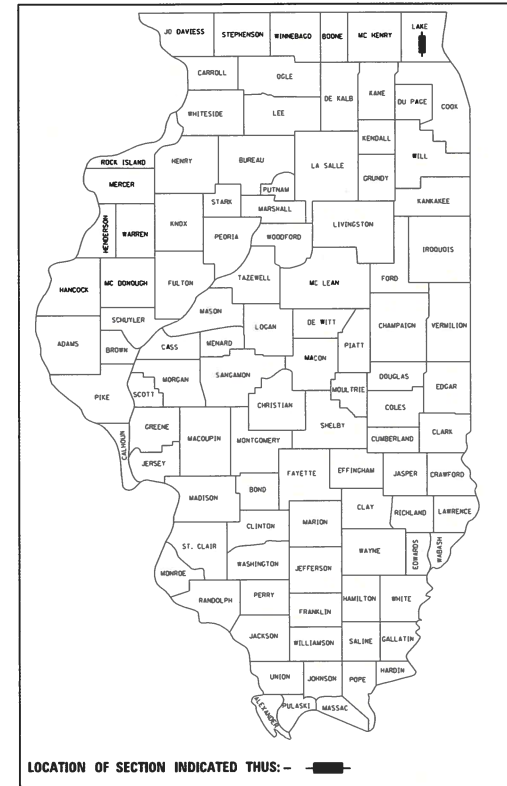 JO DAVIESS STEPHENSON WINNEBAGO BOONE MC HENRY LAKE
CARROLL OGLE
DE KALB KANE DU PAGE COOK
WHITESIDE LEE
KENDALL
WILL
ROCK ISLAND HENRY BUREAU LA SALLE
GRUNDY
MERCER
PUTNAM
KANKAKEE
STARK MARSHALL
HENDERSON WARREN KNOX PEORIA WOODFORD LIVINGSTON
IROQUOIS
TAZEWELL
HANCOCK MC DONOUGH FULTON MC LEAN FORD
MASON
SCHUYLER LOGAN DE WITT CHAMPAIGN VERMILION
ADAMS BROWN CASS MENARD PIATT
MACON
MORGAN SANGAMON DOUGLAS
PIKE SCOTT MOULTRIE EDGAR
CHRISTIAN COLES
GREENE SHELBY
CALHOUN MACOUPIN MONTGOMERY CUMBERLAND CLARK
JERSEY
FAYETTE EFFINGHAM JASPER CRAWFORD
MADISON BOND
CLAY RICHLAND LAWRENCE
CLINTON MARION
ST. CLAIR WAYNE EDWARDS WABASH
WASHINGTON JEFFERSON
MONROE
RANDOLPH PERRY HAMILTON WHITE
FRANKLIN
JACKSON WILLIAMSON SALINE GALLATIN
UNION JOHNSON POPE HARDIN
ALEXANDER PULASKI MASSAC
LOCATION OF SECTION INDICATED THUS: -